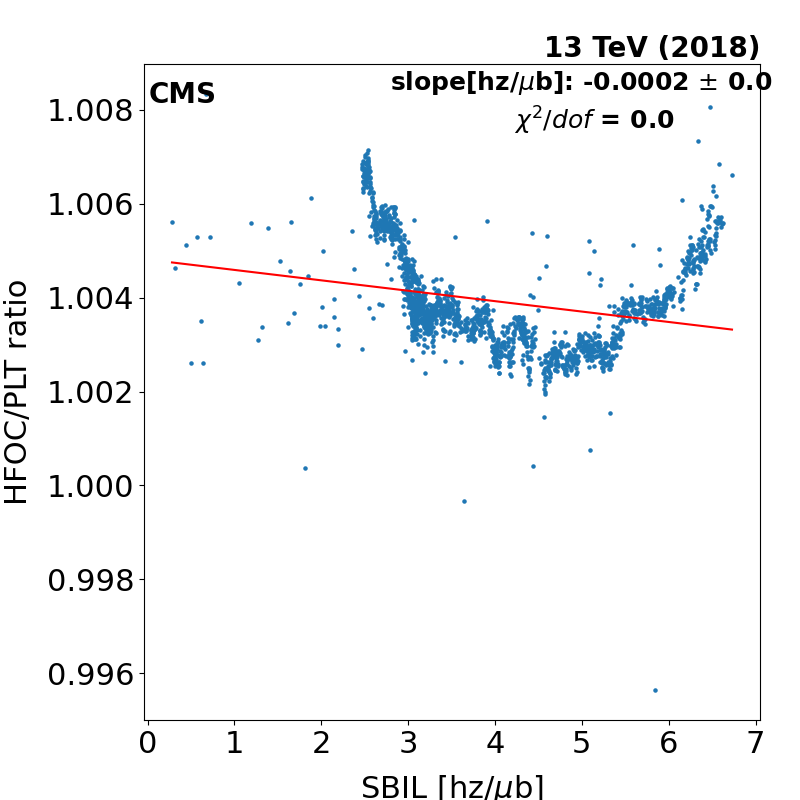 13 TeV (2018)
CMS
slope[hz/μb]: -0.0002 ± 0.0
χ²/dof = 0.0
HFOC/PLT ratio
1.008
1.006
1.004
1.002
1.000
0.998
0.996
0 1 2 3 4 5 6 7
SBIL [hz/μb]